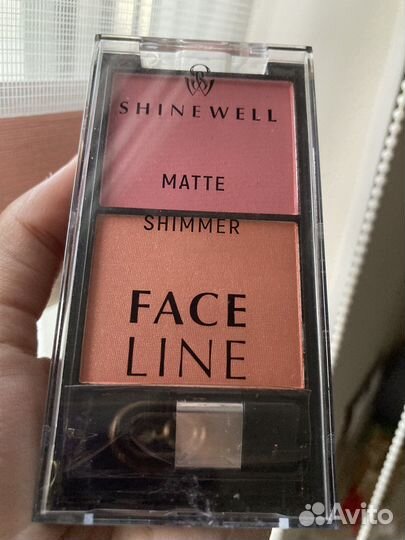 SHINEWELL
MATTE
SHIMMER
FACE
LINE
Avito